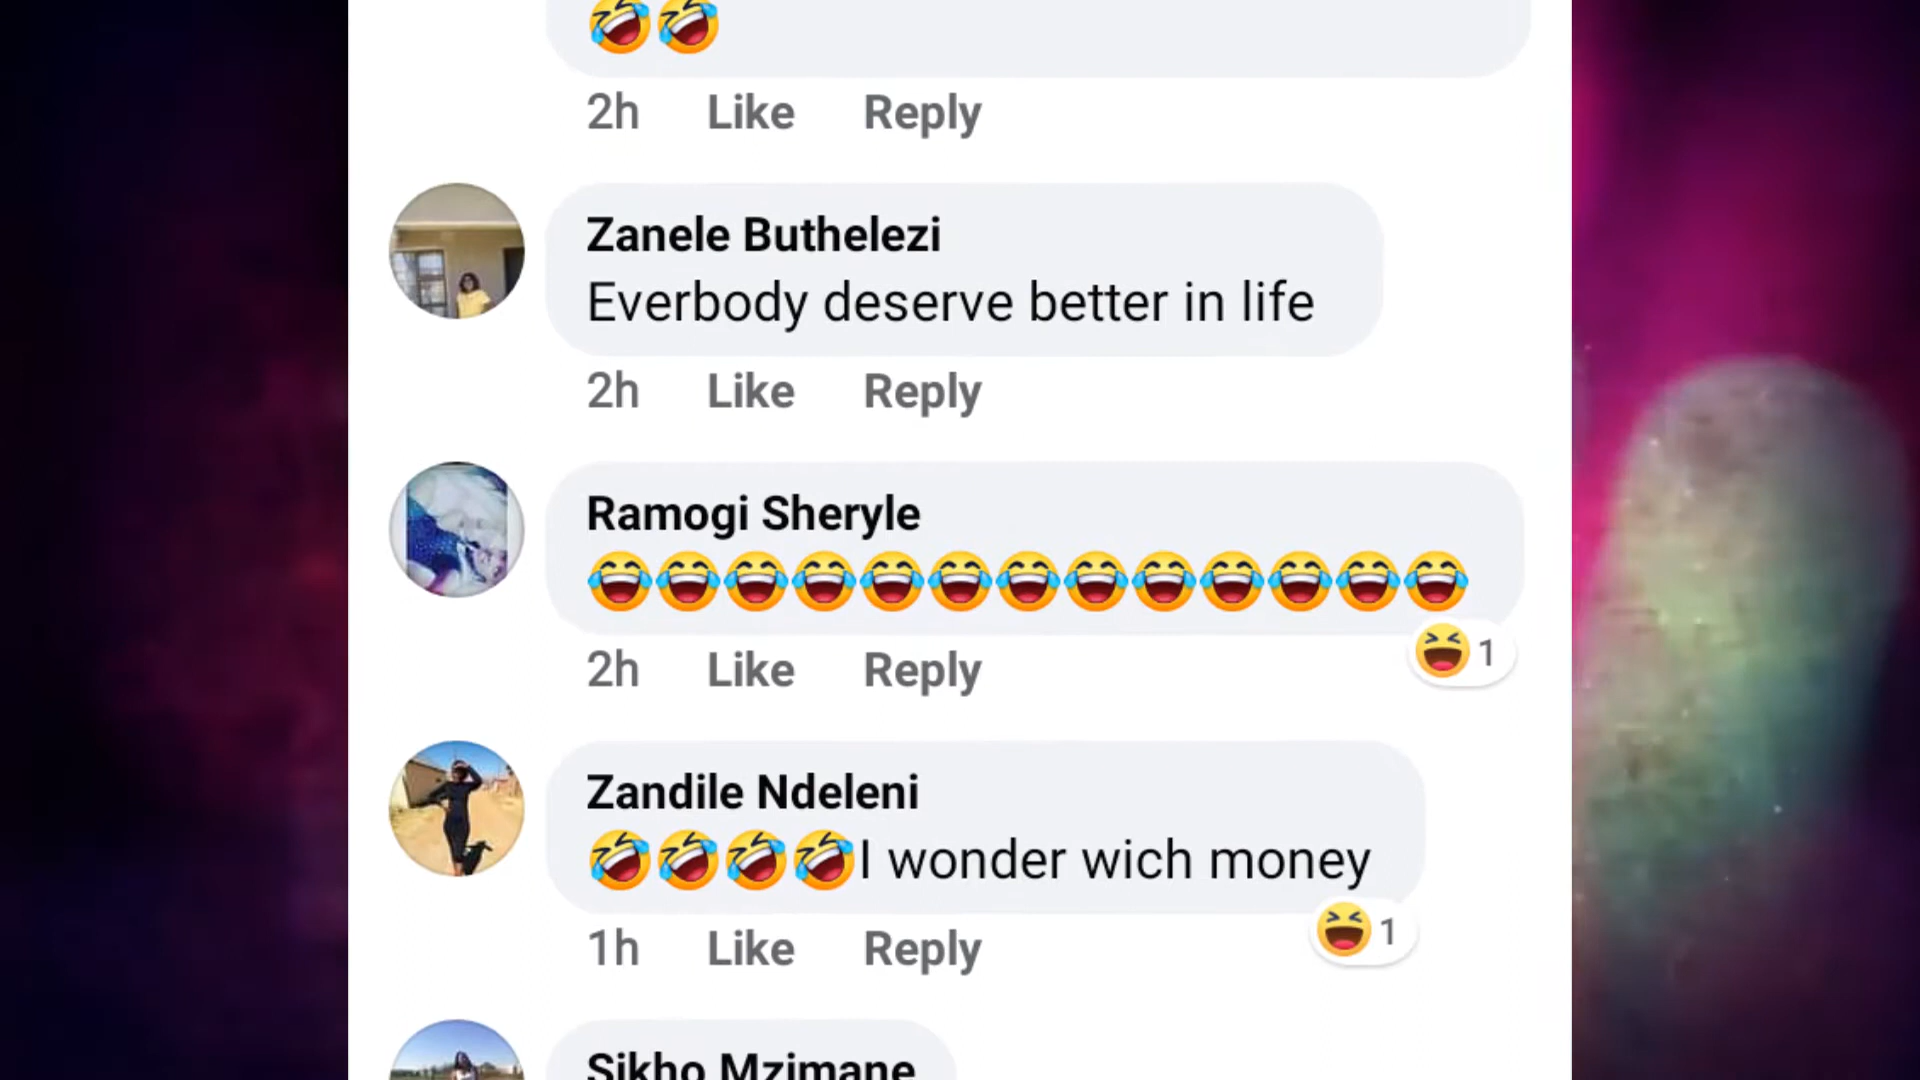 🤣🤣
2h Like Reply
Zanele Buthelezi
Everbody deserve better in life
2h Like Reply
Ramogi Sheryle
😂😂😂😂😂😂😂😂😂😂😂😂😂
2h Like Reply 1
Zandile Ndeleni
🤣🤣🤣🤣I wonder wich money
1h Like Reply 1
Sikho Mzimane